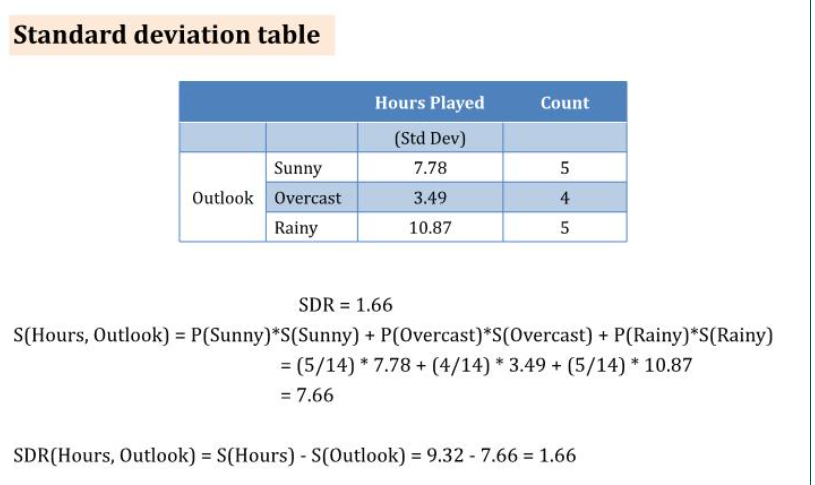 Standard deviation table
Hours Played Count
(Std Dev)
Sunny 7.78 5
Outlook Overcast 3.49 4
Rainy 10.87 5
SDR = 1.66
S(Hours, Outlook) = P(Sunny)*S(Sunny) + P(Overcast)*S(Overcast) + P(Rainy)*S(Rainy)
= (5/14) * 7.78 + (4/14) * 3.49 + (5/14) * 10.87
= 7.66
SDR(Hours, Outlook) = S(Hours) - S(Outlook) = 9.32 - 7.66 = 1.66